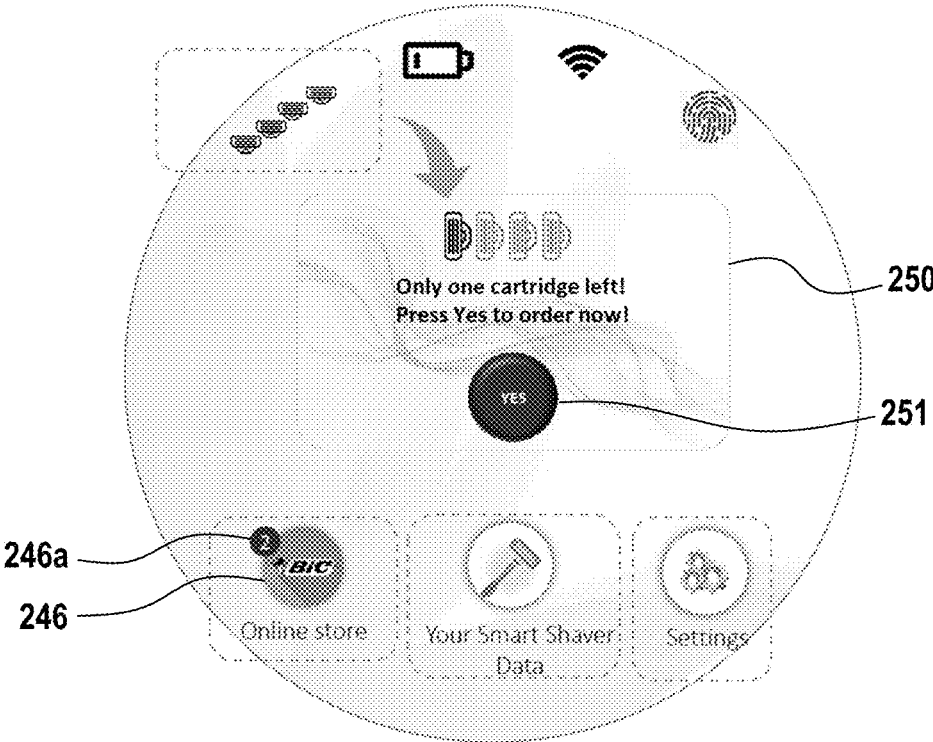 Only one cartridge left!
Press Yes to order now!
250
YES
251
246a
2
BiC
246
Online store
Your Smart Shaver
Data
Settings